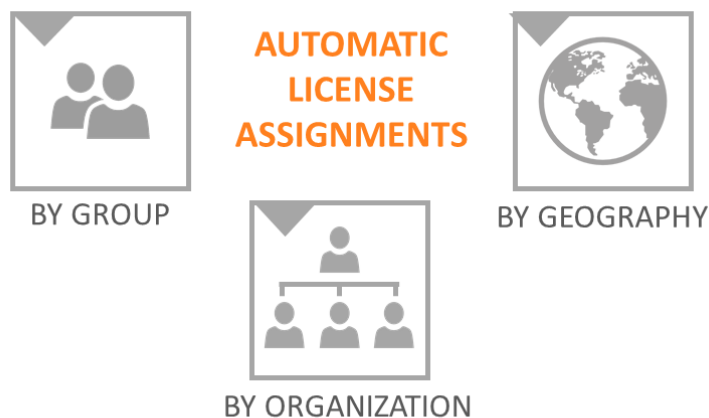 AUTOMATIC
LICENSE
ASSIGNMENTS
BY GROUP
BY GEOGRAPHY
BY ORGANIZATION